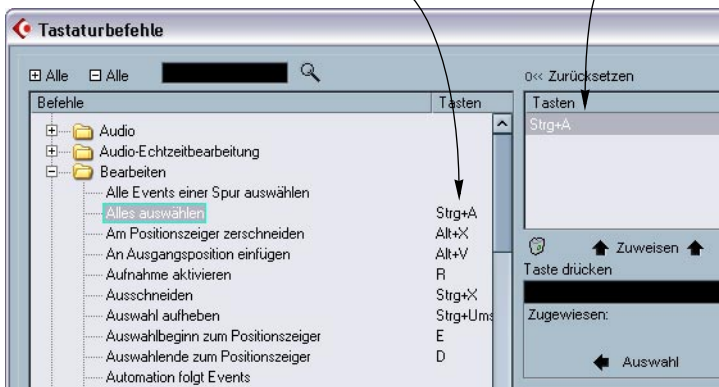 Tastaturbefehle
Alle Alle
0<< Zurücksetzen
Befehle Tasten
Tasten
Audio
Strg+A
Audio-Echtzeitbearbeitung
Bearbeiten
Alle Events einer Spur auswählen
Alles auswählen Strg+A
Am Positionszeiger zerschneiden Alt+X
An Ausgangsposition einfügen Alt+V
Zuweisen
Aufnahme aktivieren R
Taste drücken
Ausschneiden Strg+X
Auswahl aufheben Strg+Ums
Zugewiesen:
Auswahlbeginn zum Positionszeiger E
Auswahlende zum Positionszeiger D
Auswahl
Automation folgt Events